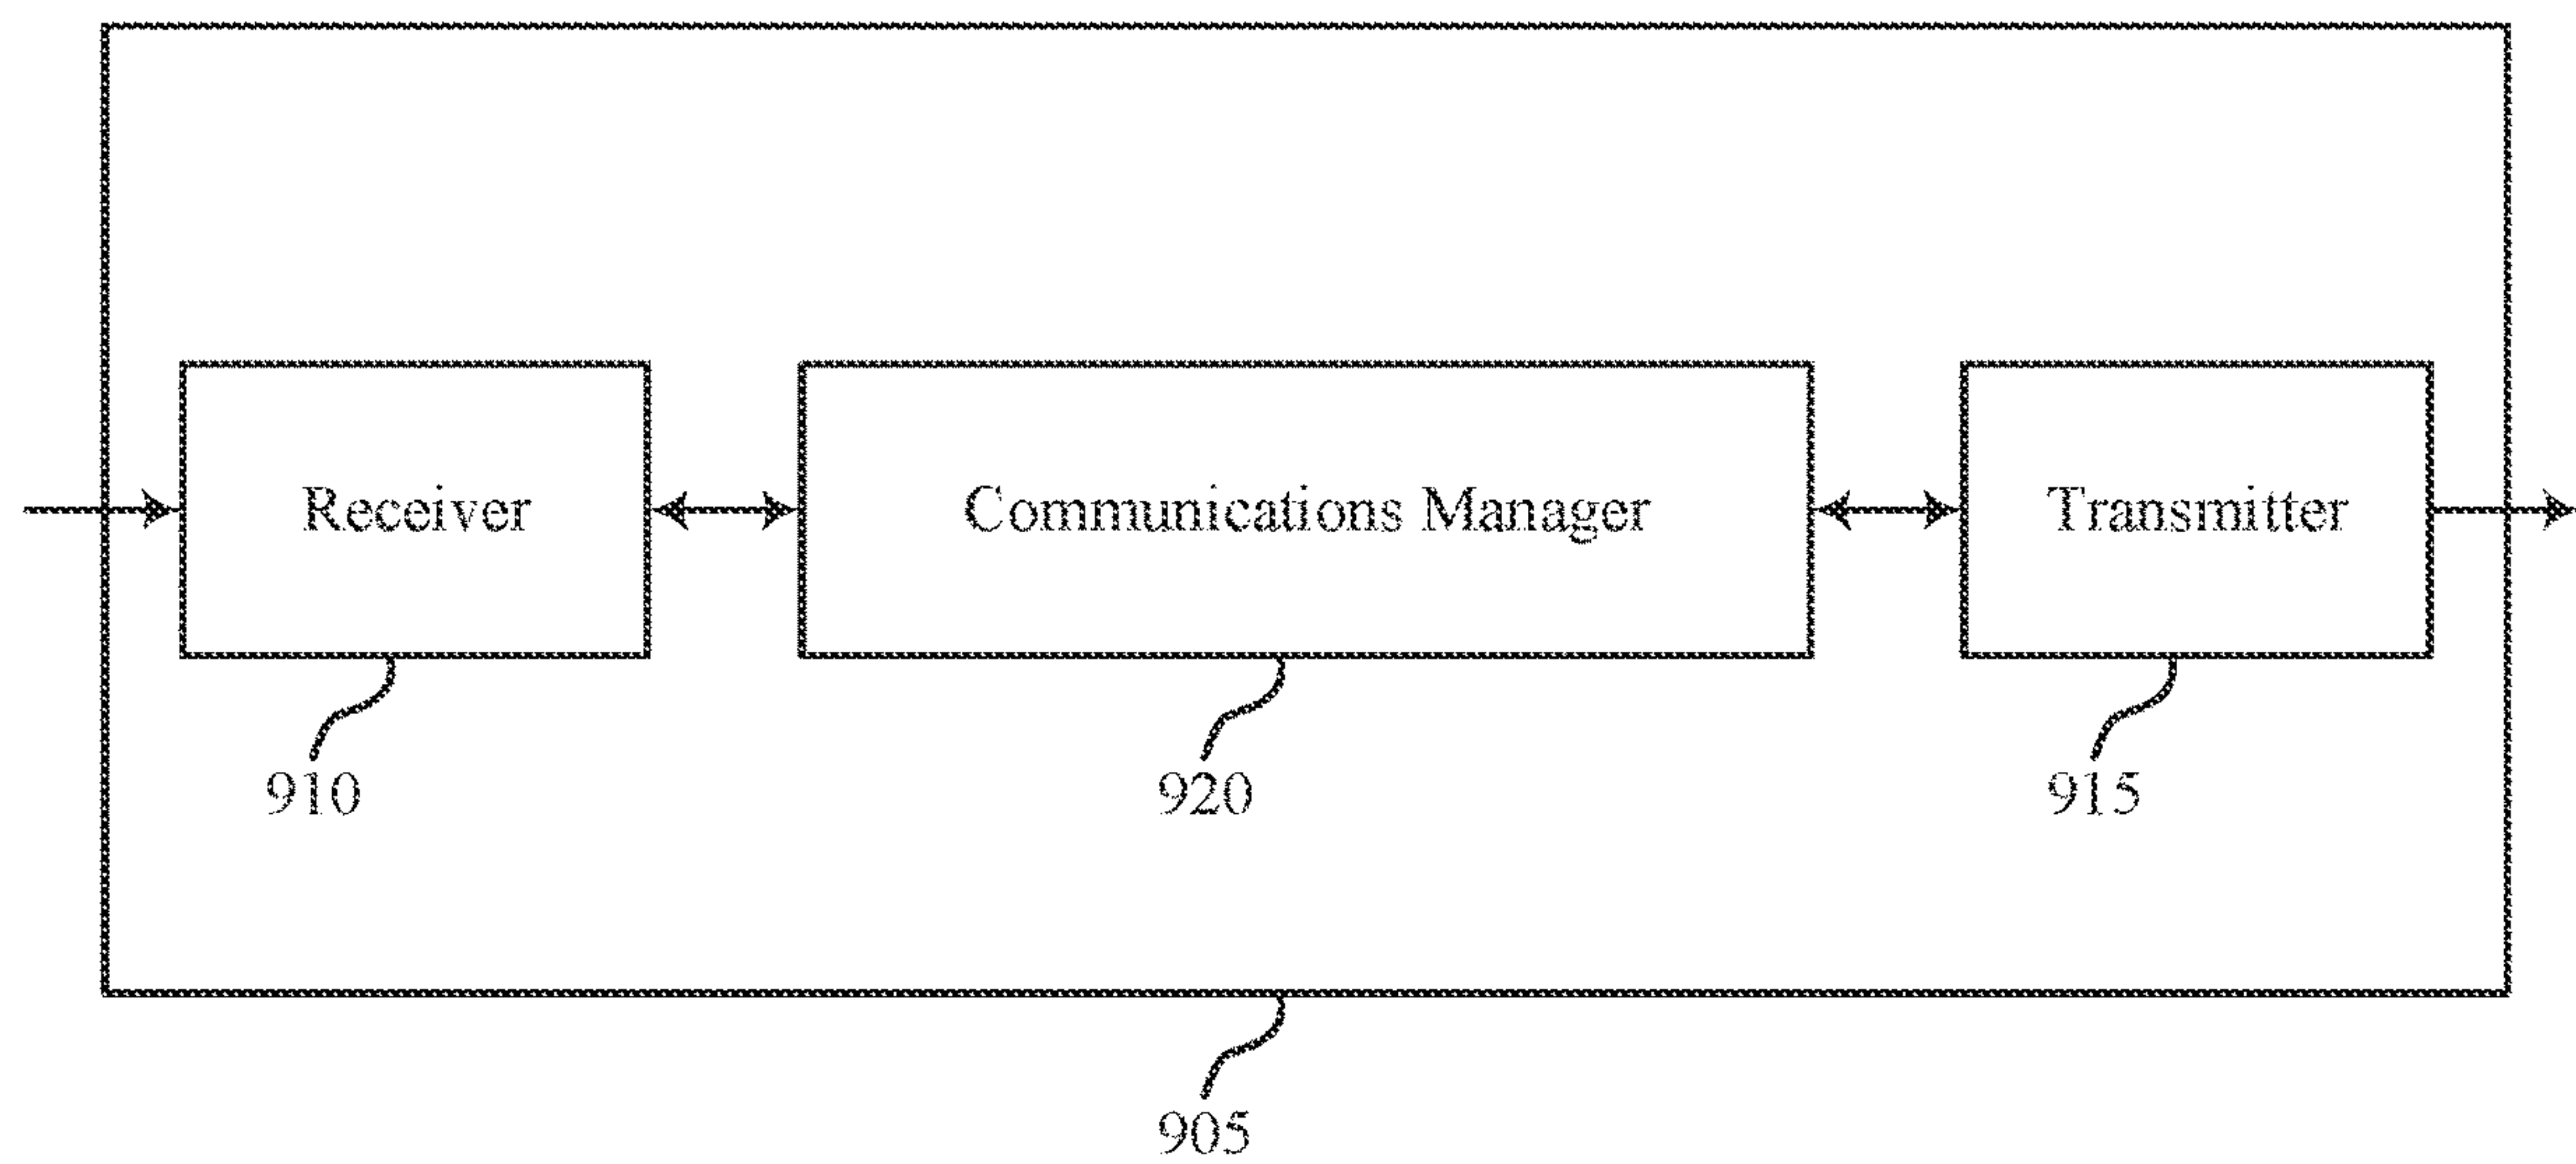 Receiver
Communications Manager
Transmitter
910
920
915
905